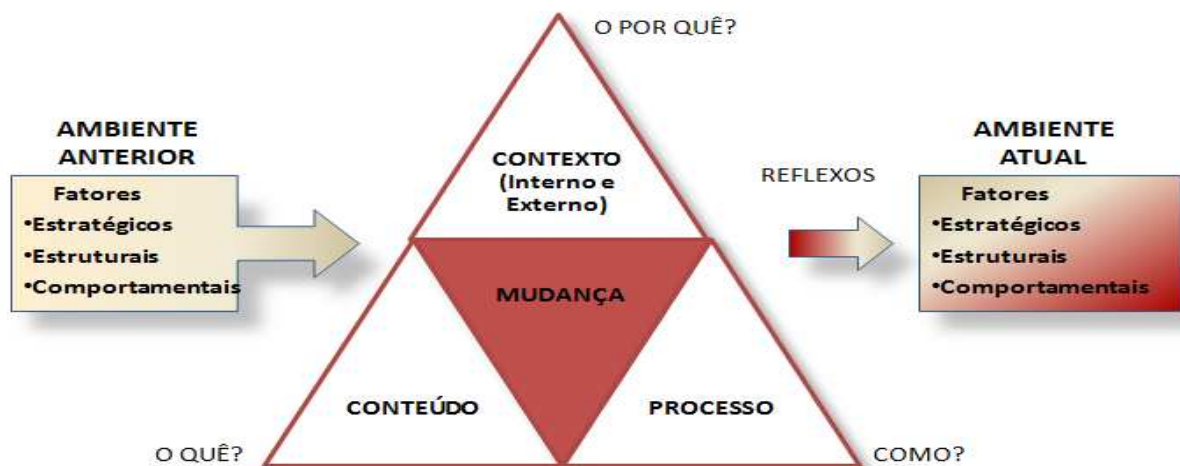 O POR QUÊ?
AMBIENTE
ANTERIOR
Fatores
•Estratégicos
•Estruturais
•Comportamentais
CONTEXTO
(Interno e
Externo)
MUDANÇA
CONTEÚDO
PROCESSO
O QUÊ?
COMO?
REFLEXOS
AMBIENTE
ATUAL
Fatores
•Estratégicos
•Estruturais
•Comportamentais